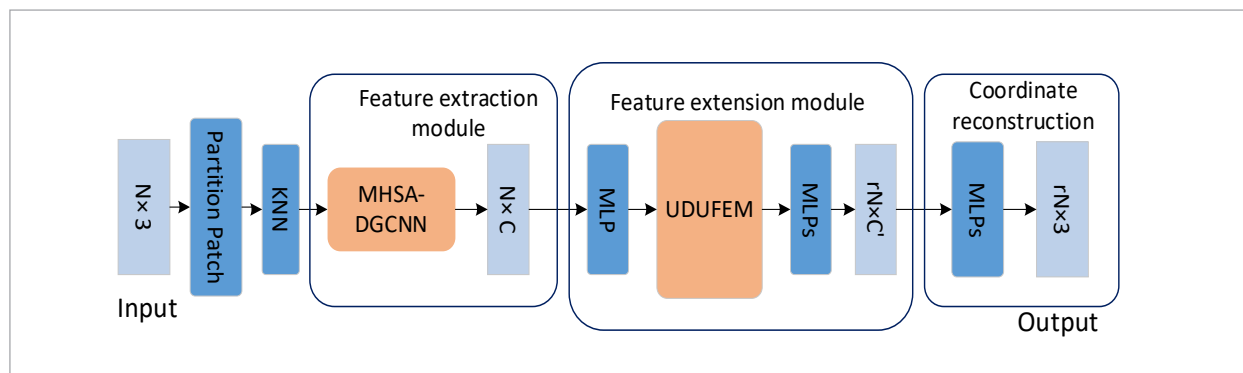 N×3
Input
Partition Patch
KNN
Feature extraction
module
MHSA-
DGCNN
N×C
Feature extension module
MLP
UDUFEM
MLPs
rN×C'
Coordinate
reconstruction
MLPs
rN×3
Output